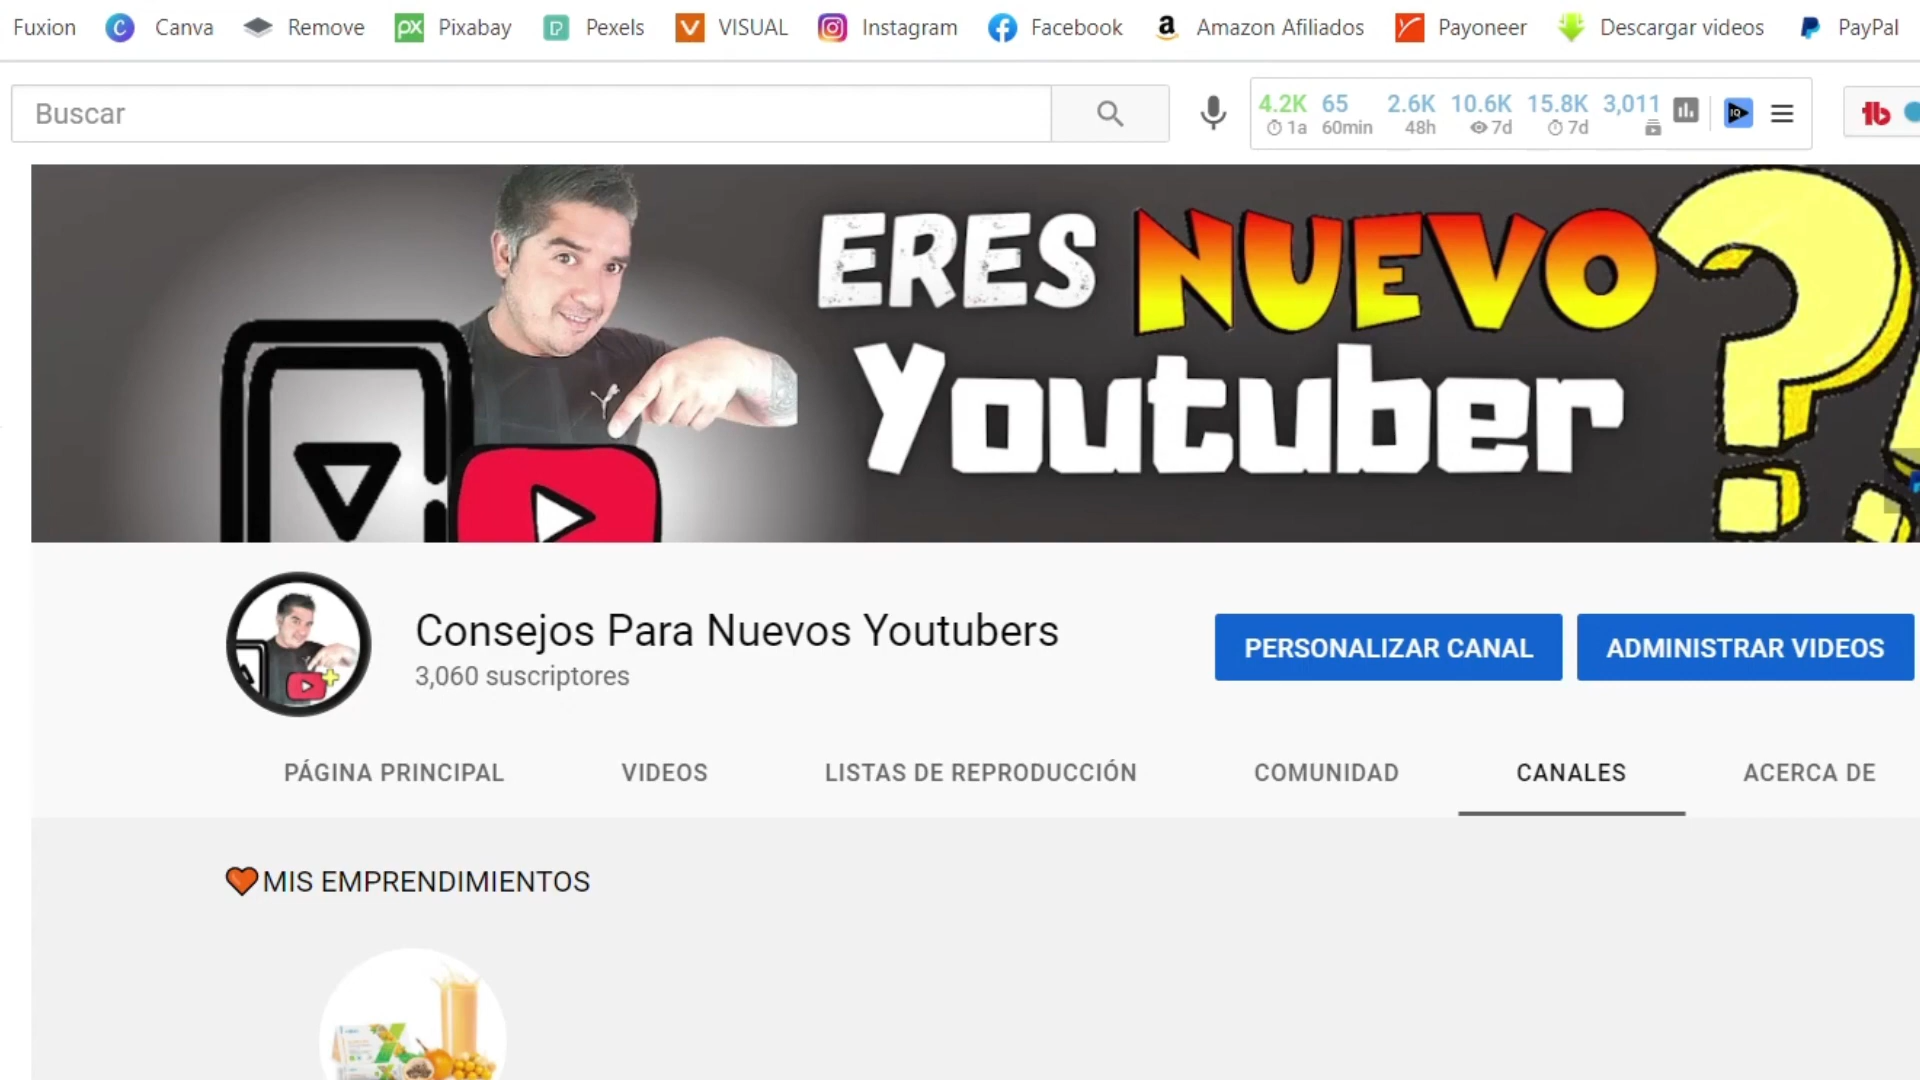 Fuxion Canva Remove Pixabay Pexels VISUAL Instagram Facebook Amazon Afiliados Payoneer Descargar videos PayPal
Buscar
4.2K 65 2.6K 10.6K 15.8K 3,011
1a 60min 48h 7d 7d
ERES NUEVO
Youtuber ?
Consejos Para Nuevos Youtubers
3,060 suscriptores
PERSONALIZAR CANAL ADMINISTRAR VIDEOS
PÁGINA PRINCIPAL VIDEOS LISTAS DE REPRODUCCIÓN COMUNIDAD CANALES ACERCA DE
MIS EMPRENDIMIENTOS